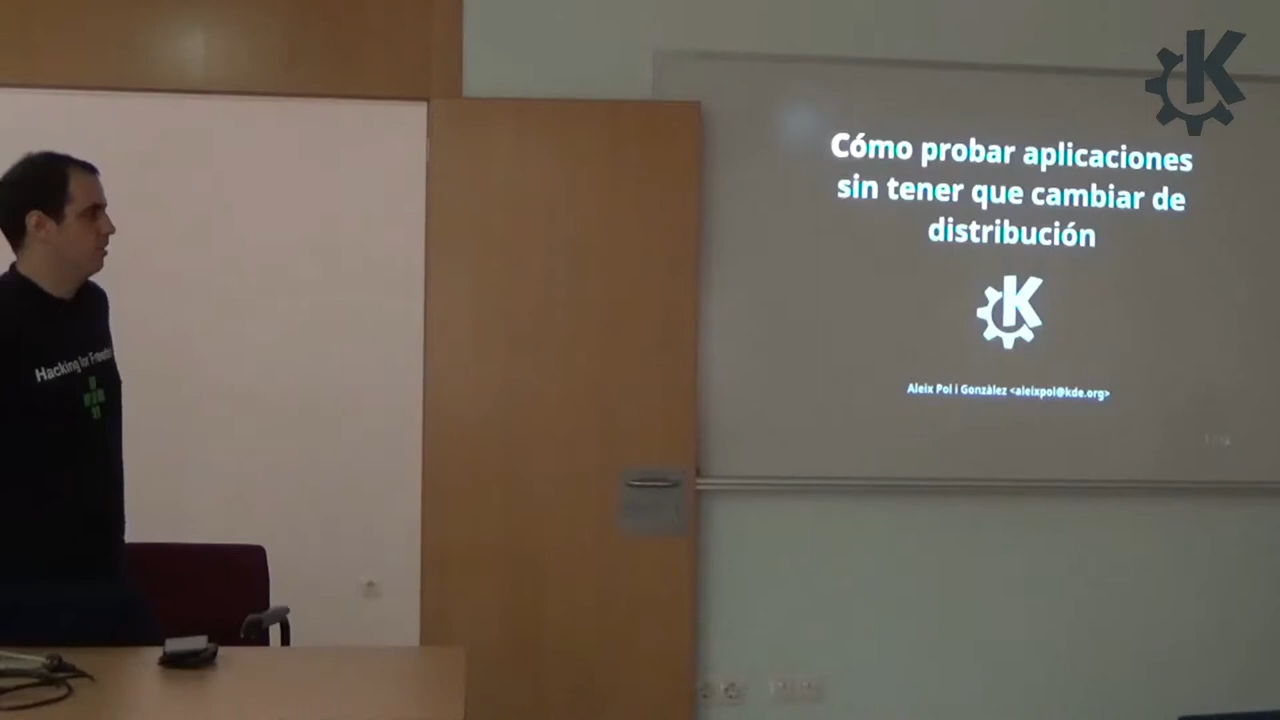 Cómo probar aplicaciones
sin tener que cambiar de
distribución
K
Aleix Pol i Gonzàlez <aleixpol@kde.org>
Hacking for Freedom
K